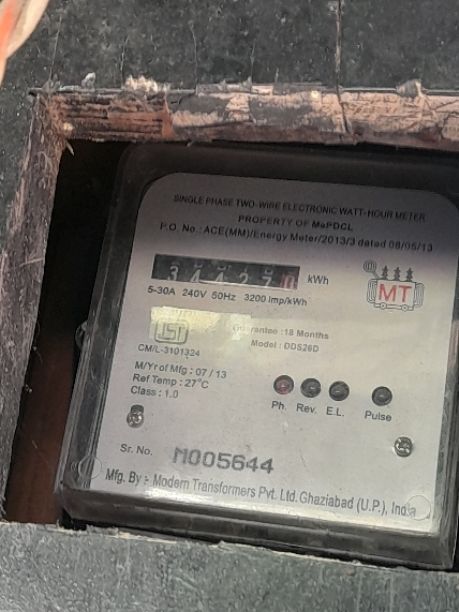 SINGLE PHASE TWO-WIRE ELECTRONIC WATT-HOUR METER
PROPERTY OF MePDCL
P.O. No.: ACE(MM)/Energy Meter/2013/3 dated 08/05/13
kWh
5-30A 240V 50Hz 3200 imp/kWh
MT
Guarantee : 18 Months
Model : DDS26D
CM/L-3101324
M/Yr of Mfg : 07 / 13
Ref Temp : 27°C
Class : 1.0
Ph. Rev. E.L. Pulse
Sr. No. M005644
Mfg. By :- Modern Transformers Pvt. Ltd. Ghaziabad (U.P.), India